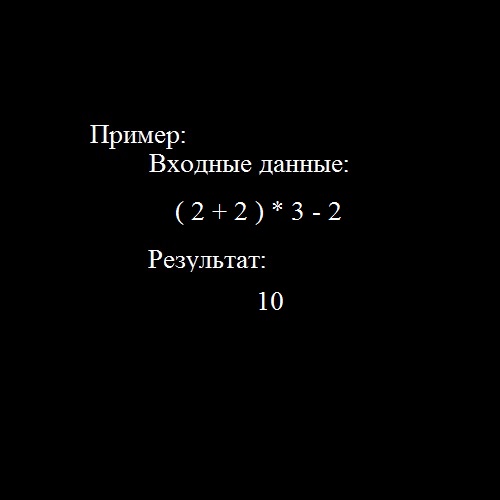 Пример:
Входные данные:
( 2 + 2 ) * 3 - 2
Результат:
10